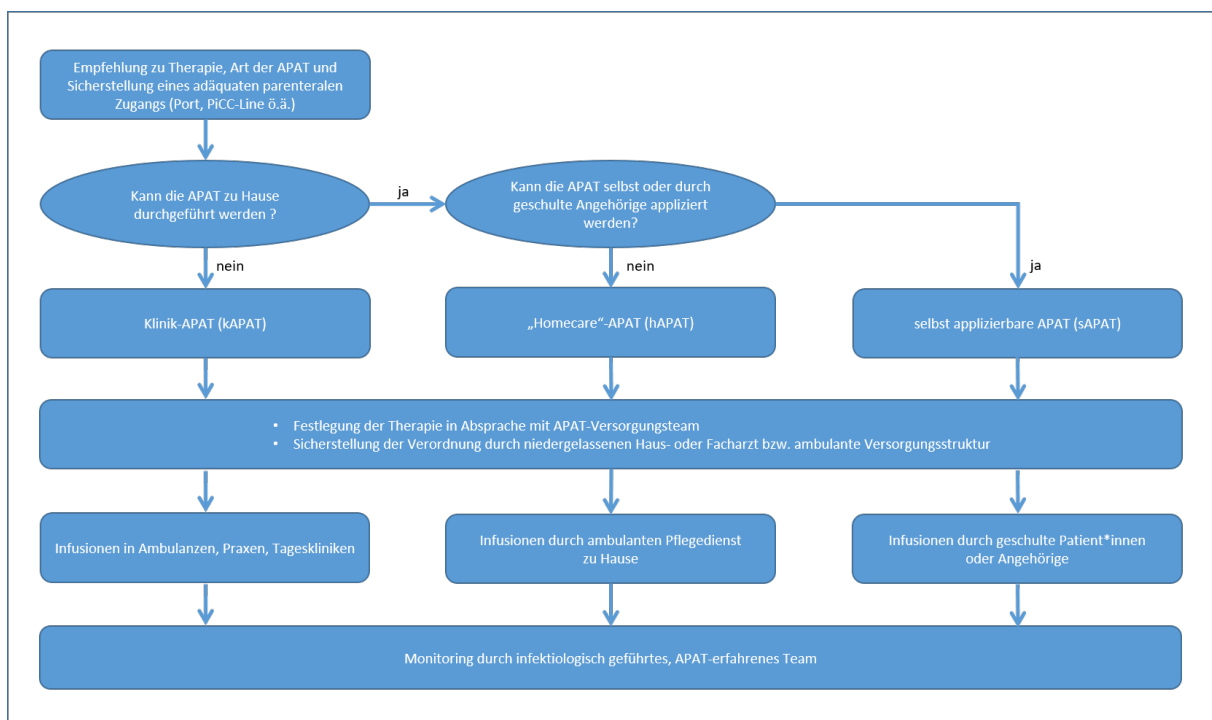 Empfehlung zu Therapie, Art der APAT und
Sicherstellung eines adäquaten parenteralen
Zugangs (Port, PiCC-Line ö.ä.)
Kann die APAT zu Hause
durchgeführt werden ?
ja
Kann die APAT selbst oder durch
geschulte Angehörige appliziert
werden?
nein
nein
ja
Klinik-APAT (kAPAT)
„Homecare“-APAT (hAPAT)
selbst applizierbare APAT (sAPAT)
• Festlegung der Therapie in Absprache mit APAT-Versorgungsteam
• Sicherstellung der Verordnung durch niedergelassenen Haus- oder Facharzt bzw. ambulante Versorgungsstruktur
Infusionen in Ambulanzen, Praxen, Tageskliniken
Infusionen durch ambulanten Pflegedienst
zu Hause
Infusionen durch geschulte Patient*innen
oder Angehörige
Monitoring durch infektiologisch geführtes, APAT-erfahrenes Team